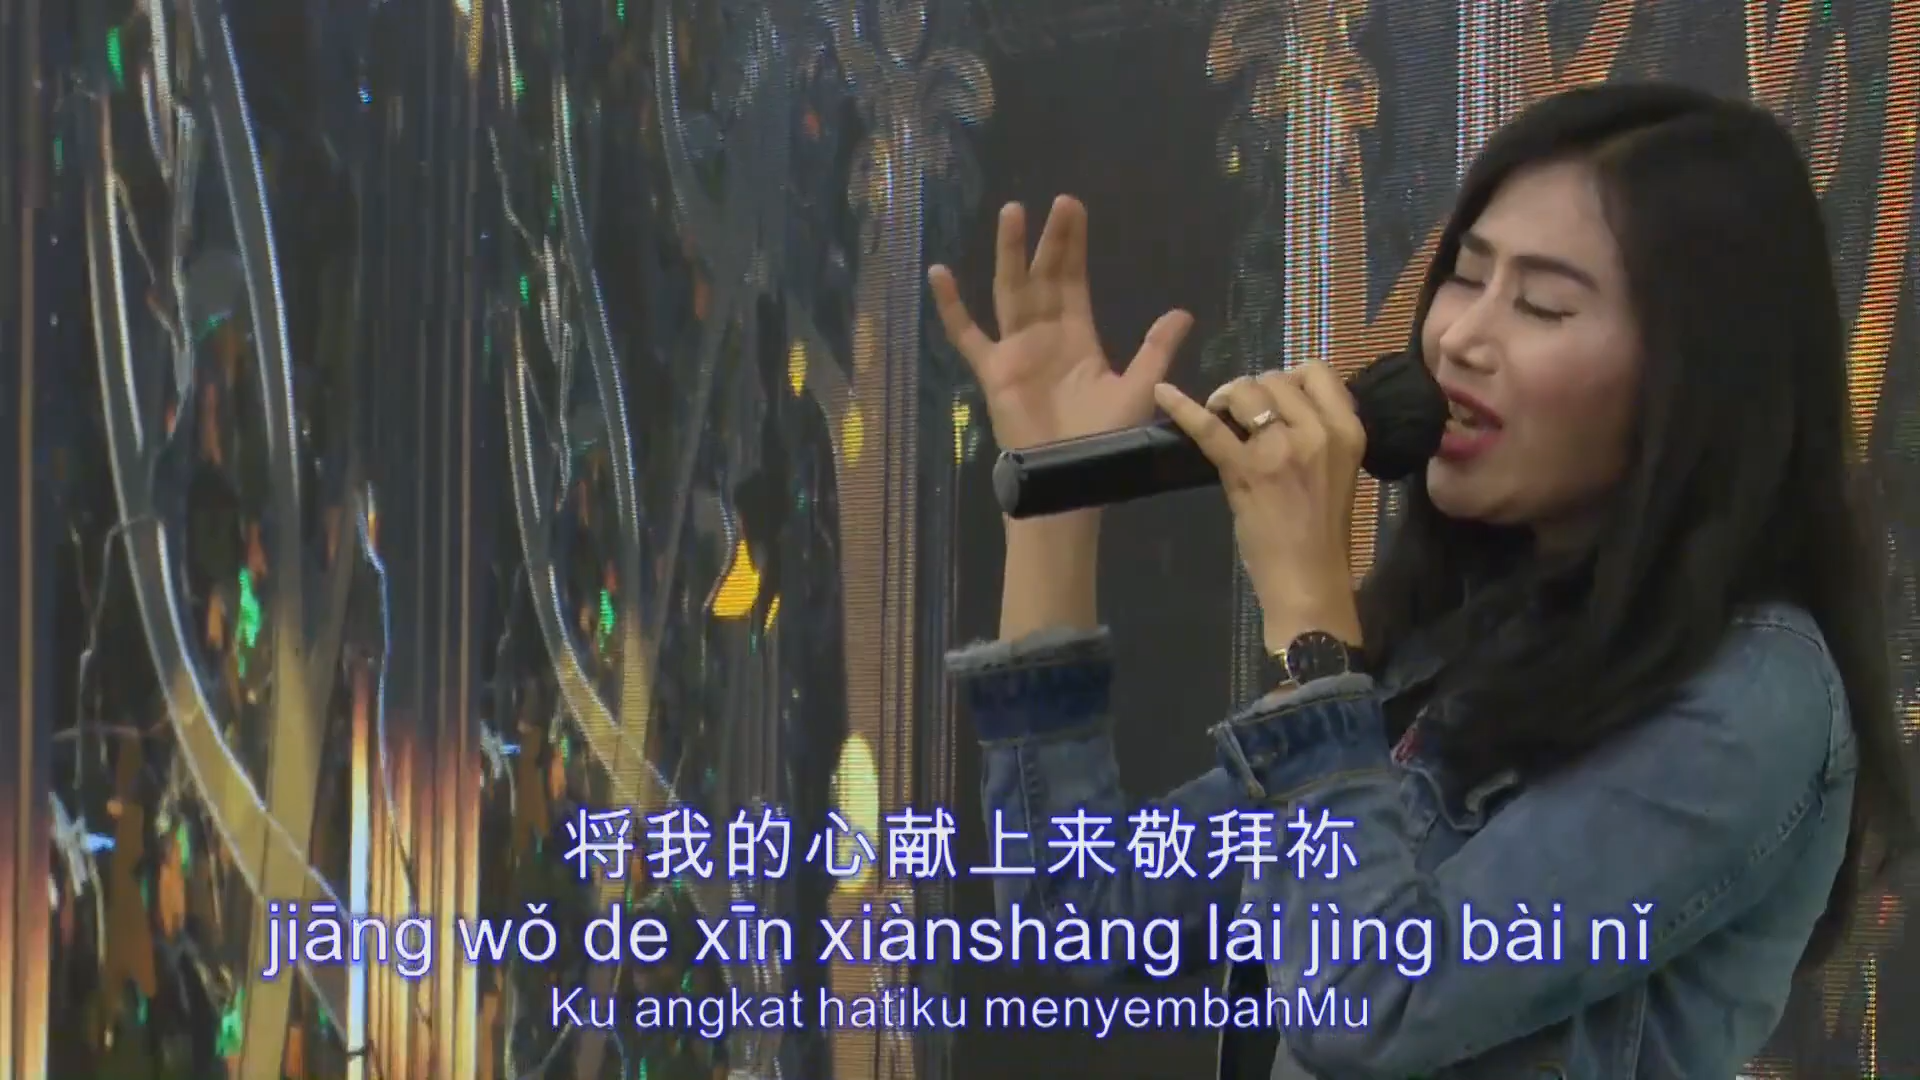 将我的心献上来敬拜祢
jiāng wǒ de xīn xiànshàng lái jìng bài nǐ
Ku angkat hatiku menyembahMu